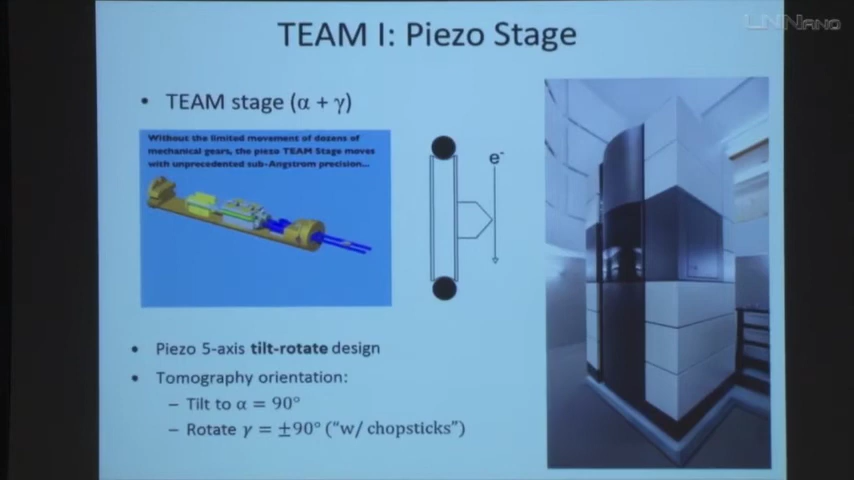 LNNano
TEAM I: Piezo Stage
• TEAM stage (α + γ)
Without the limited movement of dozens of
mechanical gears, the piezo TEAM Stage moves
with unprecedented sub-Angstrom precision...
e⁻
• Piezo 5-axis tilt-rotate design
• Tomography orientation:
– Tilt to α = 90°
– Rotate γ = ±90° ("w/ chopsticks")